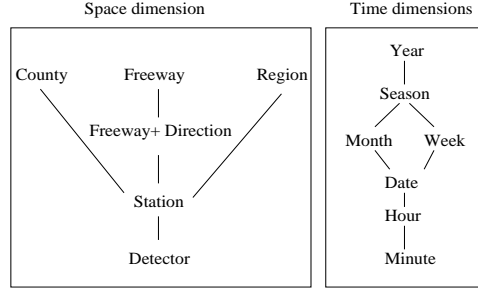 Space dimension
County Freeway Region
Freeway+ Direction
Station
Detector
Time dimensions
Year
Season
Month Week
Date
Hour
Minute